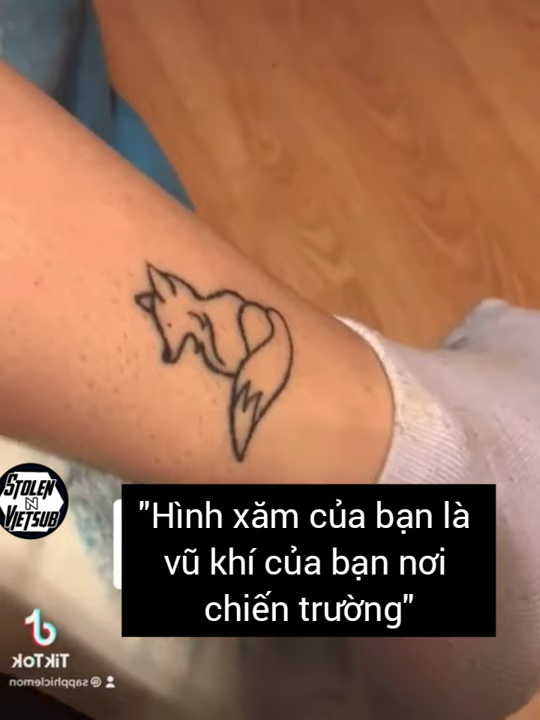 STOLEN
N
VIETSUB
"Hình xăm của bạn là
vũ khí của bạn nơi
chiến trường"
TikTok
@sapphiclemon